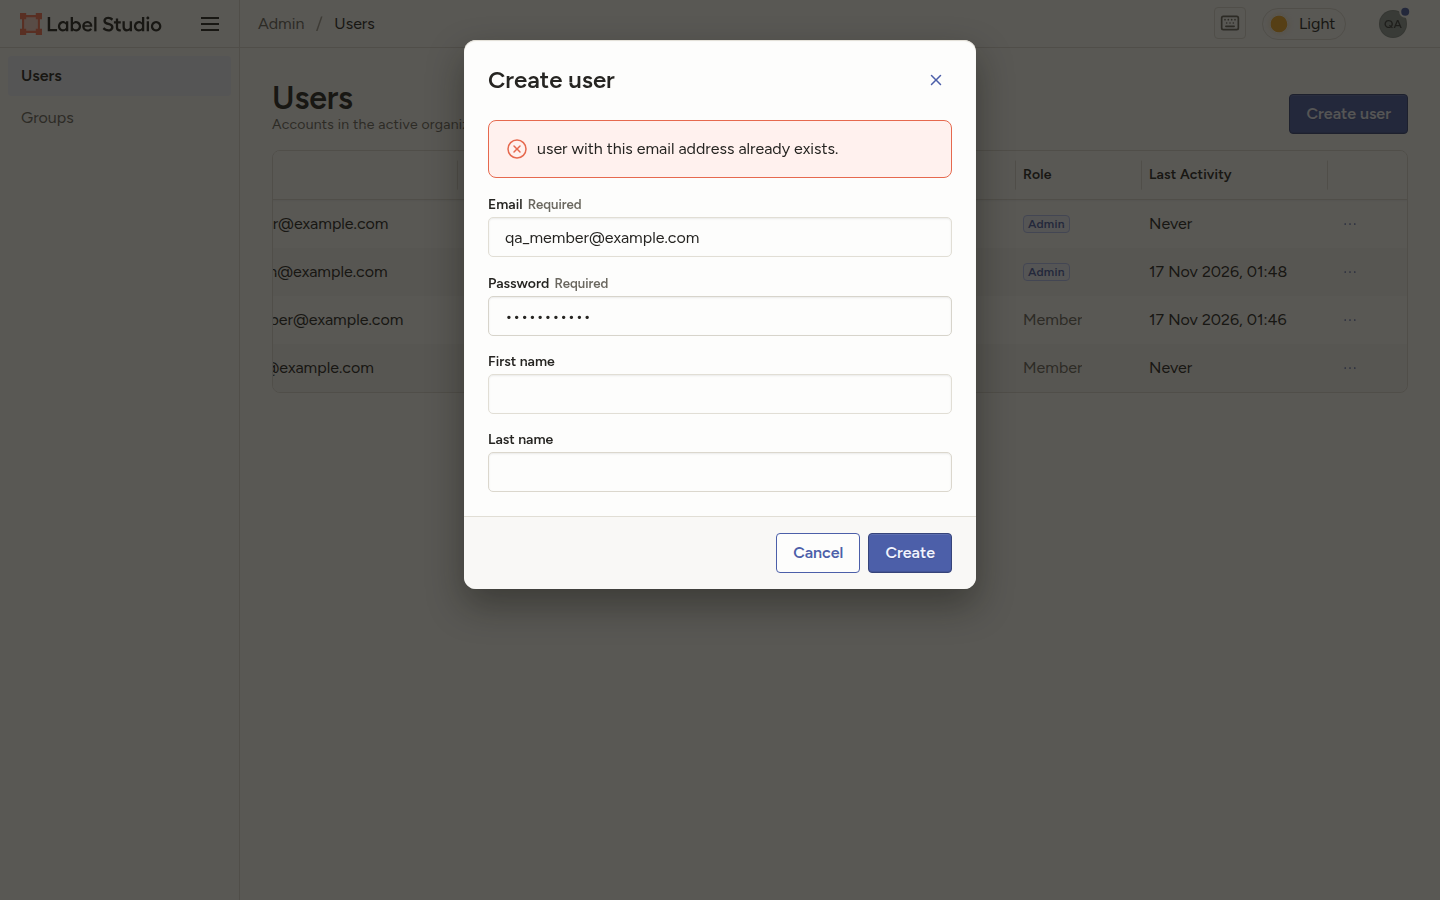 Label Studio
Admin / Users
Light
QA
Users
Groups
Users
Accounts in the active organi
Create user
Role
Last Activity
r@example.com
Admin
Never
@example.com
Admin
17 Nov 2026, 01:48
ber@example.com
Member
17 Nov 2026, 01:46
@example.com
Member
Never
Create user
user with this email address already exists.
Email Required
qa_member@example.com
Password Required
•••••••••••
First name
Last name
Cancel
Create